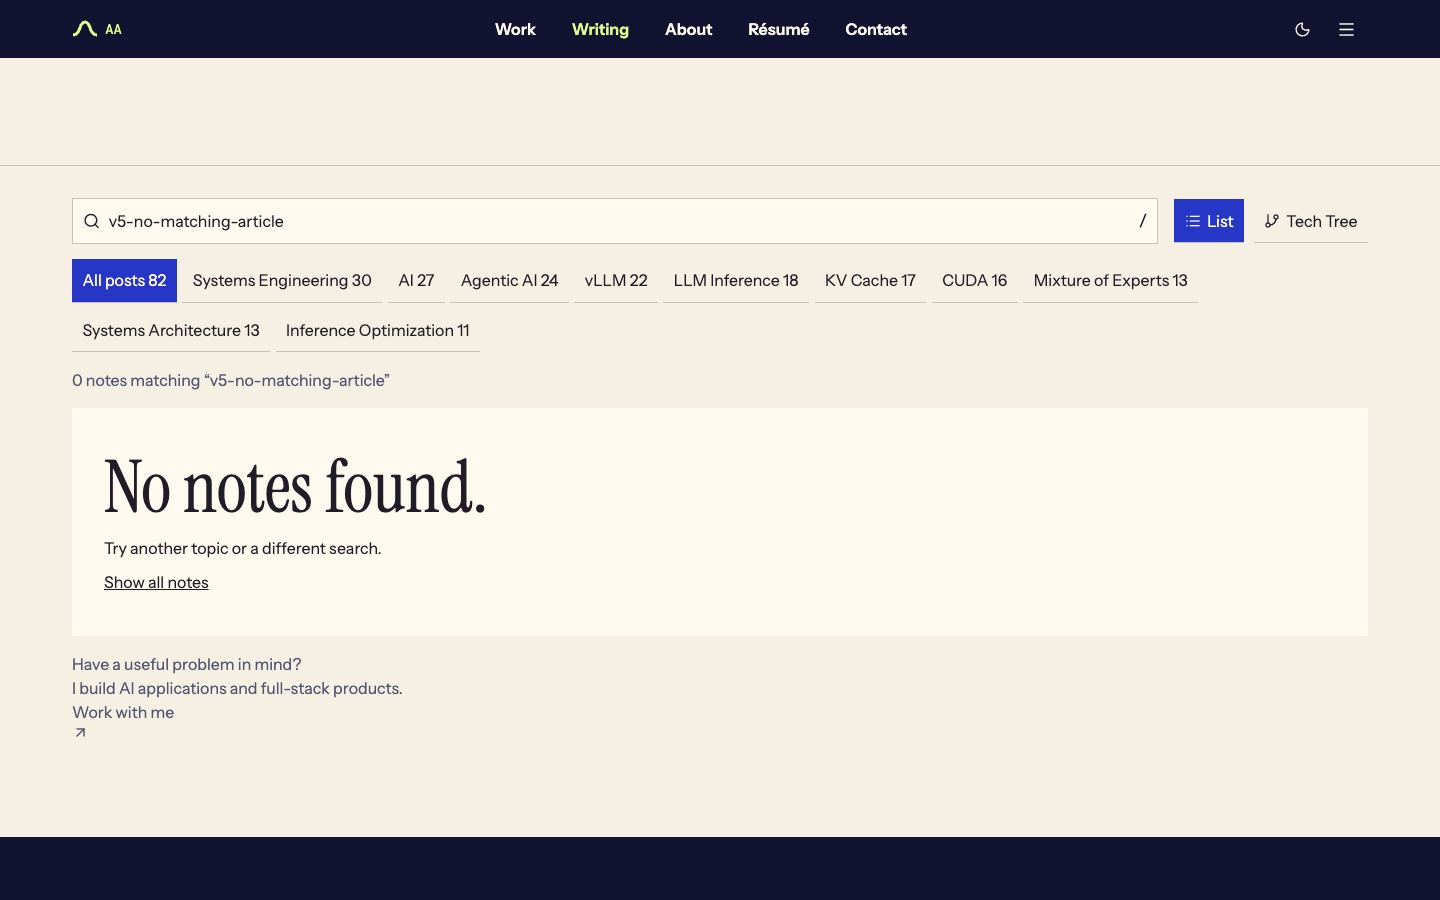 AA
Work Writing About Résumé Contact
v5-no-matching-article /
List Tech Tree
All posts 82 Systems Engineering 30 AI 27 Agentic AI 24 vLLM 22 LLM Inference 18 KV Cache 17 CUDA 16 Mixture of Experts 13
Systems Architecture 13 Inference Optimization 11
0 notes matching “v5-no-matching-article”
No notes found.
Try another topic or a different search.
Show all notes
Have a useful problem in mind?
I build AI applications and full-stack products.
Work with me